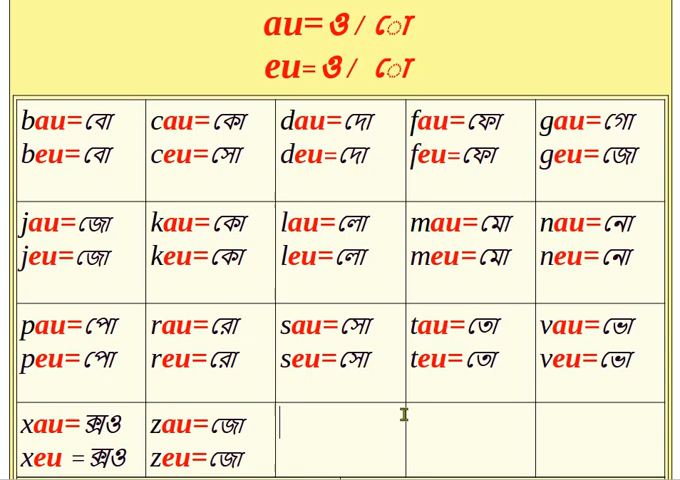 au=ও / ো
eu=ও / ো
bau=বো
beu=বো
cau=কো
ceu=সো
dau=দো
deu=দো
fau=ফো
feu=ফো
gau=গো
geu=জো
jau=জো
jeu=জো
kau=কো
keu=কো
lau=লো
leu=লো
mau=মো
meu=মো
nau=নো
neu=নো
pau=পো
peu=পো
rau=রো
reu=রো
sau=সো
seu=সো
tau=তো
teu=তো
vau=ভো
veu=ভো
xau= ক্সও
xeu = ক্সও
zau=জো
zeu=জো